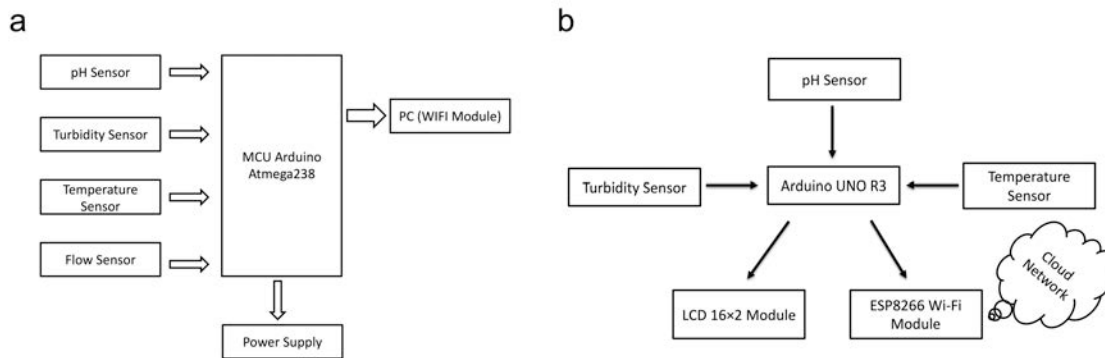 a
pH Sensor
Turbidity Sensor
Temperature
Sensor
Flow Sensor
MCU Arduino
Atmega238
PC (WIFI Module)
Power Supply
b
pH Sensor
Turbidity Sensor
Arduino UNO R3
Temperature
Sensor
LCD 16×2 Module
ESP8266 Wi-Fi
Module
Cloud
Network